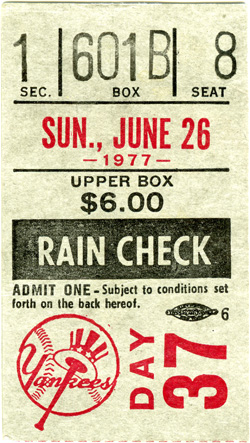 1 601B 8
SEC. BOX SEAT
SUN., JUNE 26
—1977—
UPPER BOX
$6.00
RAIN CHECK
ADMIT ONE - Subject to conditions set
forth on the back hereof.
6
Yankees
DAY
37